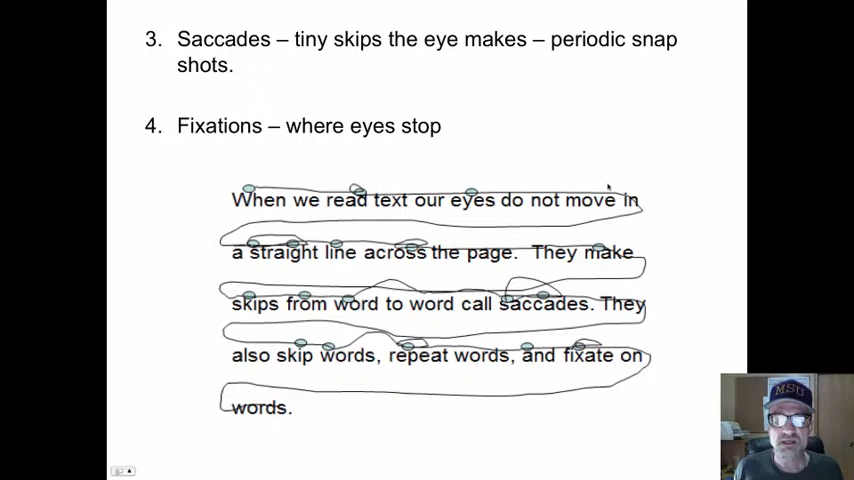 3. Saccades – tiny skips the eye makes – periodic snap
shots.
4. Fixations – where eyes stop
When we read text our eyes do not move in
a straight line across the page. They make
skips from word to word call saccades. They
also skip words, repeat words, and fixate on
words.
MSU